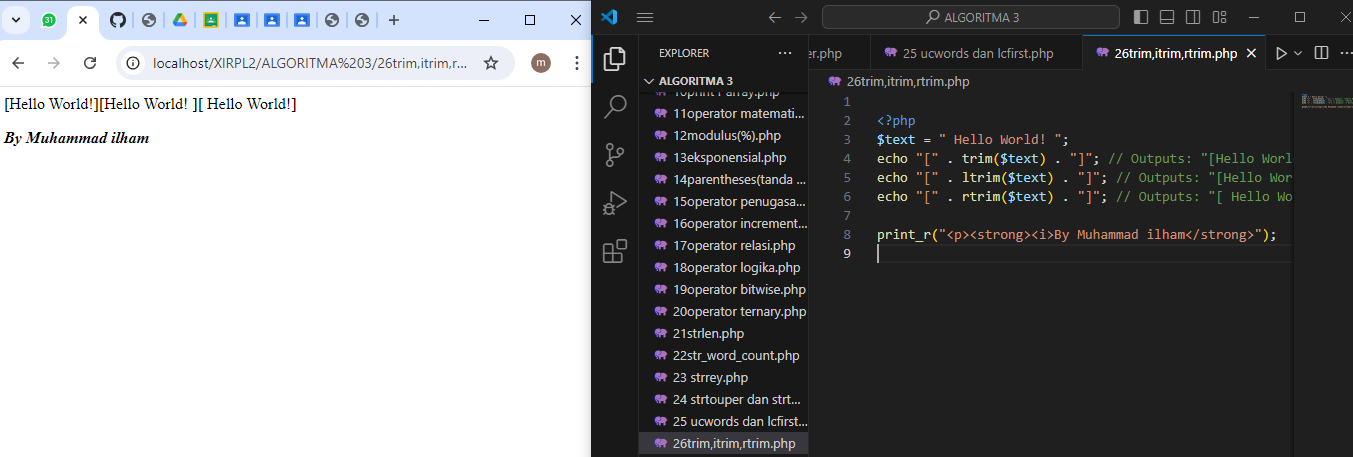 31
localhost/XIRPL2/ALGORITMA%203/26trim,itrim,r...
m
[Hello World!][Hello World! ][ Hello World!]
By Muhammad ilham
ALGORITMA 3
EXPLORER
er.php
25 ucwords dan lcfirst.php
26trim,itrim,rtrim.php
ALGORITMA 3
26trim,itrim,rtrim.php
11operator matemati...
12modulus(%).php
13eksponensial.php
14parentheses(tanda ...
15operator penugasa...
16operator increment...
17operator relasi.php
18operator logika.php
19operator bitwise.php
20operator ternary.php
21strlen.php
22str_word_count.php
23 strrey.php
24 strtouper dan strt...
25 ucwords dan lcfirst...
26trim,itrim,rtrim.php
1
2 <?php
3 $text = " Hello World! ";
4 echo "[" . trim($text) . "]"; // Outputs: "[Hello Worl
5 echo "[" . ltrim($text) . "]"; // Outputs: "[Hello Wor
6 echo "[" . rtrim($text) . "]"; // Outputs: "[ Hello Wo
7
8 print_r("<p><strong><i>By Muhammad ilham</strong>");
9